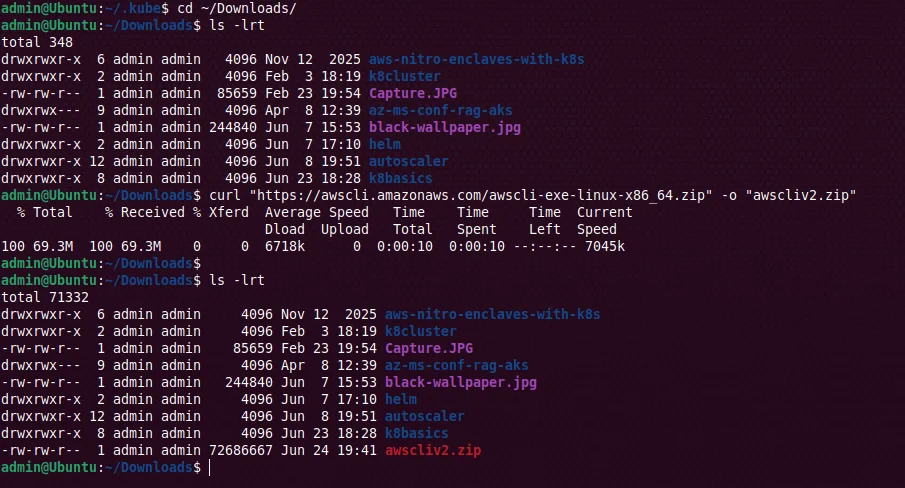 admin@Ubuntu:~/.kube$ cd ~/Downloads/
admin@Ubuntu:~/Downloads$ ls -lrt
total 348
drwxrwxr-x  6 admin admin   4096 Nov 12  2025 aws-nitro-enclaves-with-k8s
drwxrwxr-x  2 admin admin   4096 Feb  3 18:19 k8cluster
-rw-rw-r--  1 admin admin  85659 Feb 23 19:54 Capture.JPG
drwxrwx---  9 admin admin   4096 Apr  8 12:39 az-ms-conf-rag-aks
-rw-rw-r--  1 admin admin 244840 Jun  7 15:53 black-wallpaper.jpg
drwxrwxr-x  2 admin admin   4096 Jun  7 17:10 helm
drwxrwxr-x 12 admin admin   4096 Jun  8 19:51 autoscaler
drwxrwxr-x  8 admin admin   4096 Jun 23 18:28 k8basics
admin@Ubuntu:~/Downloads$ curl "https://awscli.amazonaws.com/awscli-exe-linux-x86_64.zip" -o "awscliv2.zip"
  % Total    % Received % Xferd  Average Speed   Time    Time     Time  Current
                                 Dload  Upload   Total   Spent    Left  Speed
100 69.3M  100 69.3M    0     0  6718k      0  0:00:10  0:00:10 --:--:-- 7045k
admin@Ubuntu:~/Downloads$
admin@Ubuntu:~/Downloads$ ls -lrt
total 71332
drwxrwxr-x  6 admin admin     4096 Nov 12  2025 aws-nitro-enclaves-with-k8s
drwxrwxr-x  2 admin admin     4096 Feb  3 18:19 k8cluster
-rw-rw-r--  1 admin admin    85659 Feb 23 19:54 Capture.JPG
drwxrwx---  9 admin admin     4096 Apr  8 12:39 az-ms-conf-rag-aks
-rw-rw-r--  1 admin admin   244840 Jun  7 15:53 black-wallpaper.jpg
drwxrwxr-x  2 admin admin     4096 Jun  7 17:10 helm
drwxrwxr-x 12 admin admin     4096 Jun  8 19:51 autoscaler
drwxrwxr-x  8 admin admin     4096 Jun 23 18:28 k8basics
-rw-rw-r--  1 admin admin 72686667 Jun 24 19:41 awscliv2.zip
admin@Ubuntu:~/Downloads$